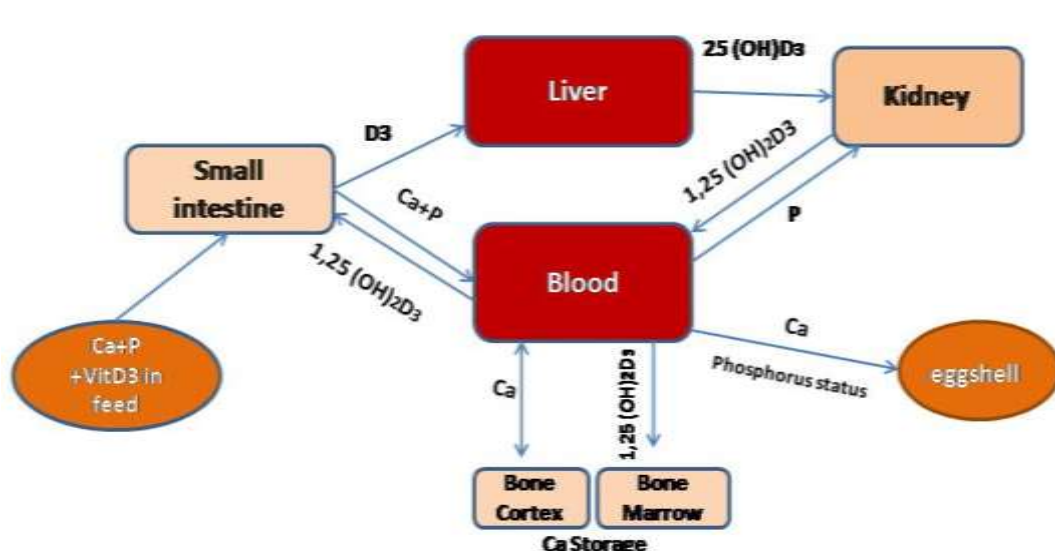 25 (OH)D3
Liver
Kidney
D3
1,25 (OH)2D3
Small
intestine
Ca+P
P
1,25 (OH)2D3
Blood
Ca+P
+VitD3 in
feed
Ca
Phosphorus status
eggshell
Ca
1,25 (OH)2D3
Bone
Cortex
Bone
Marrow
Ca Storage